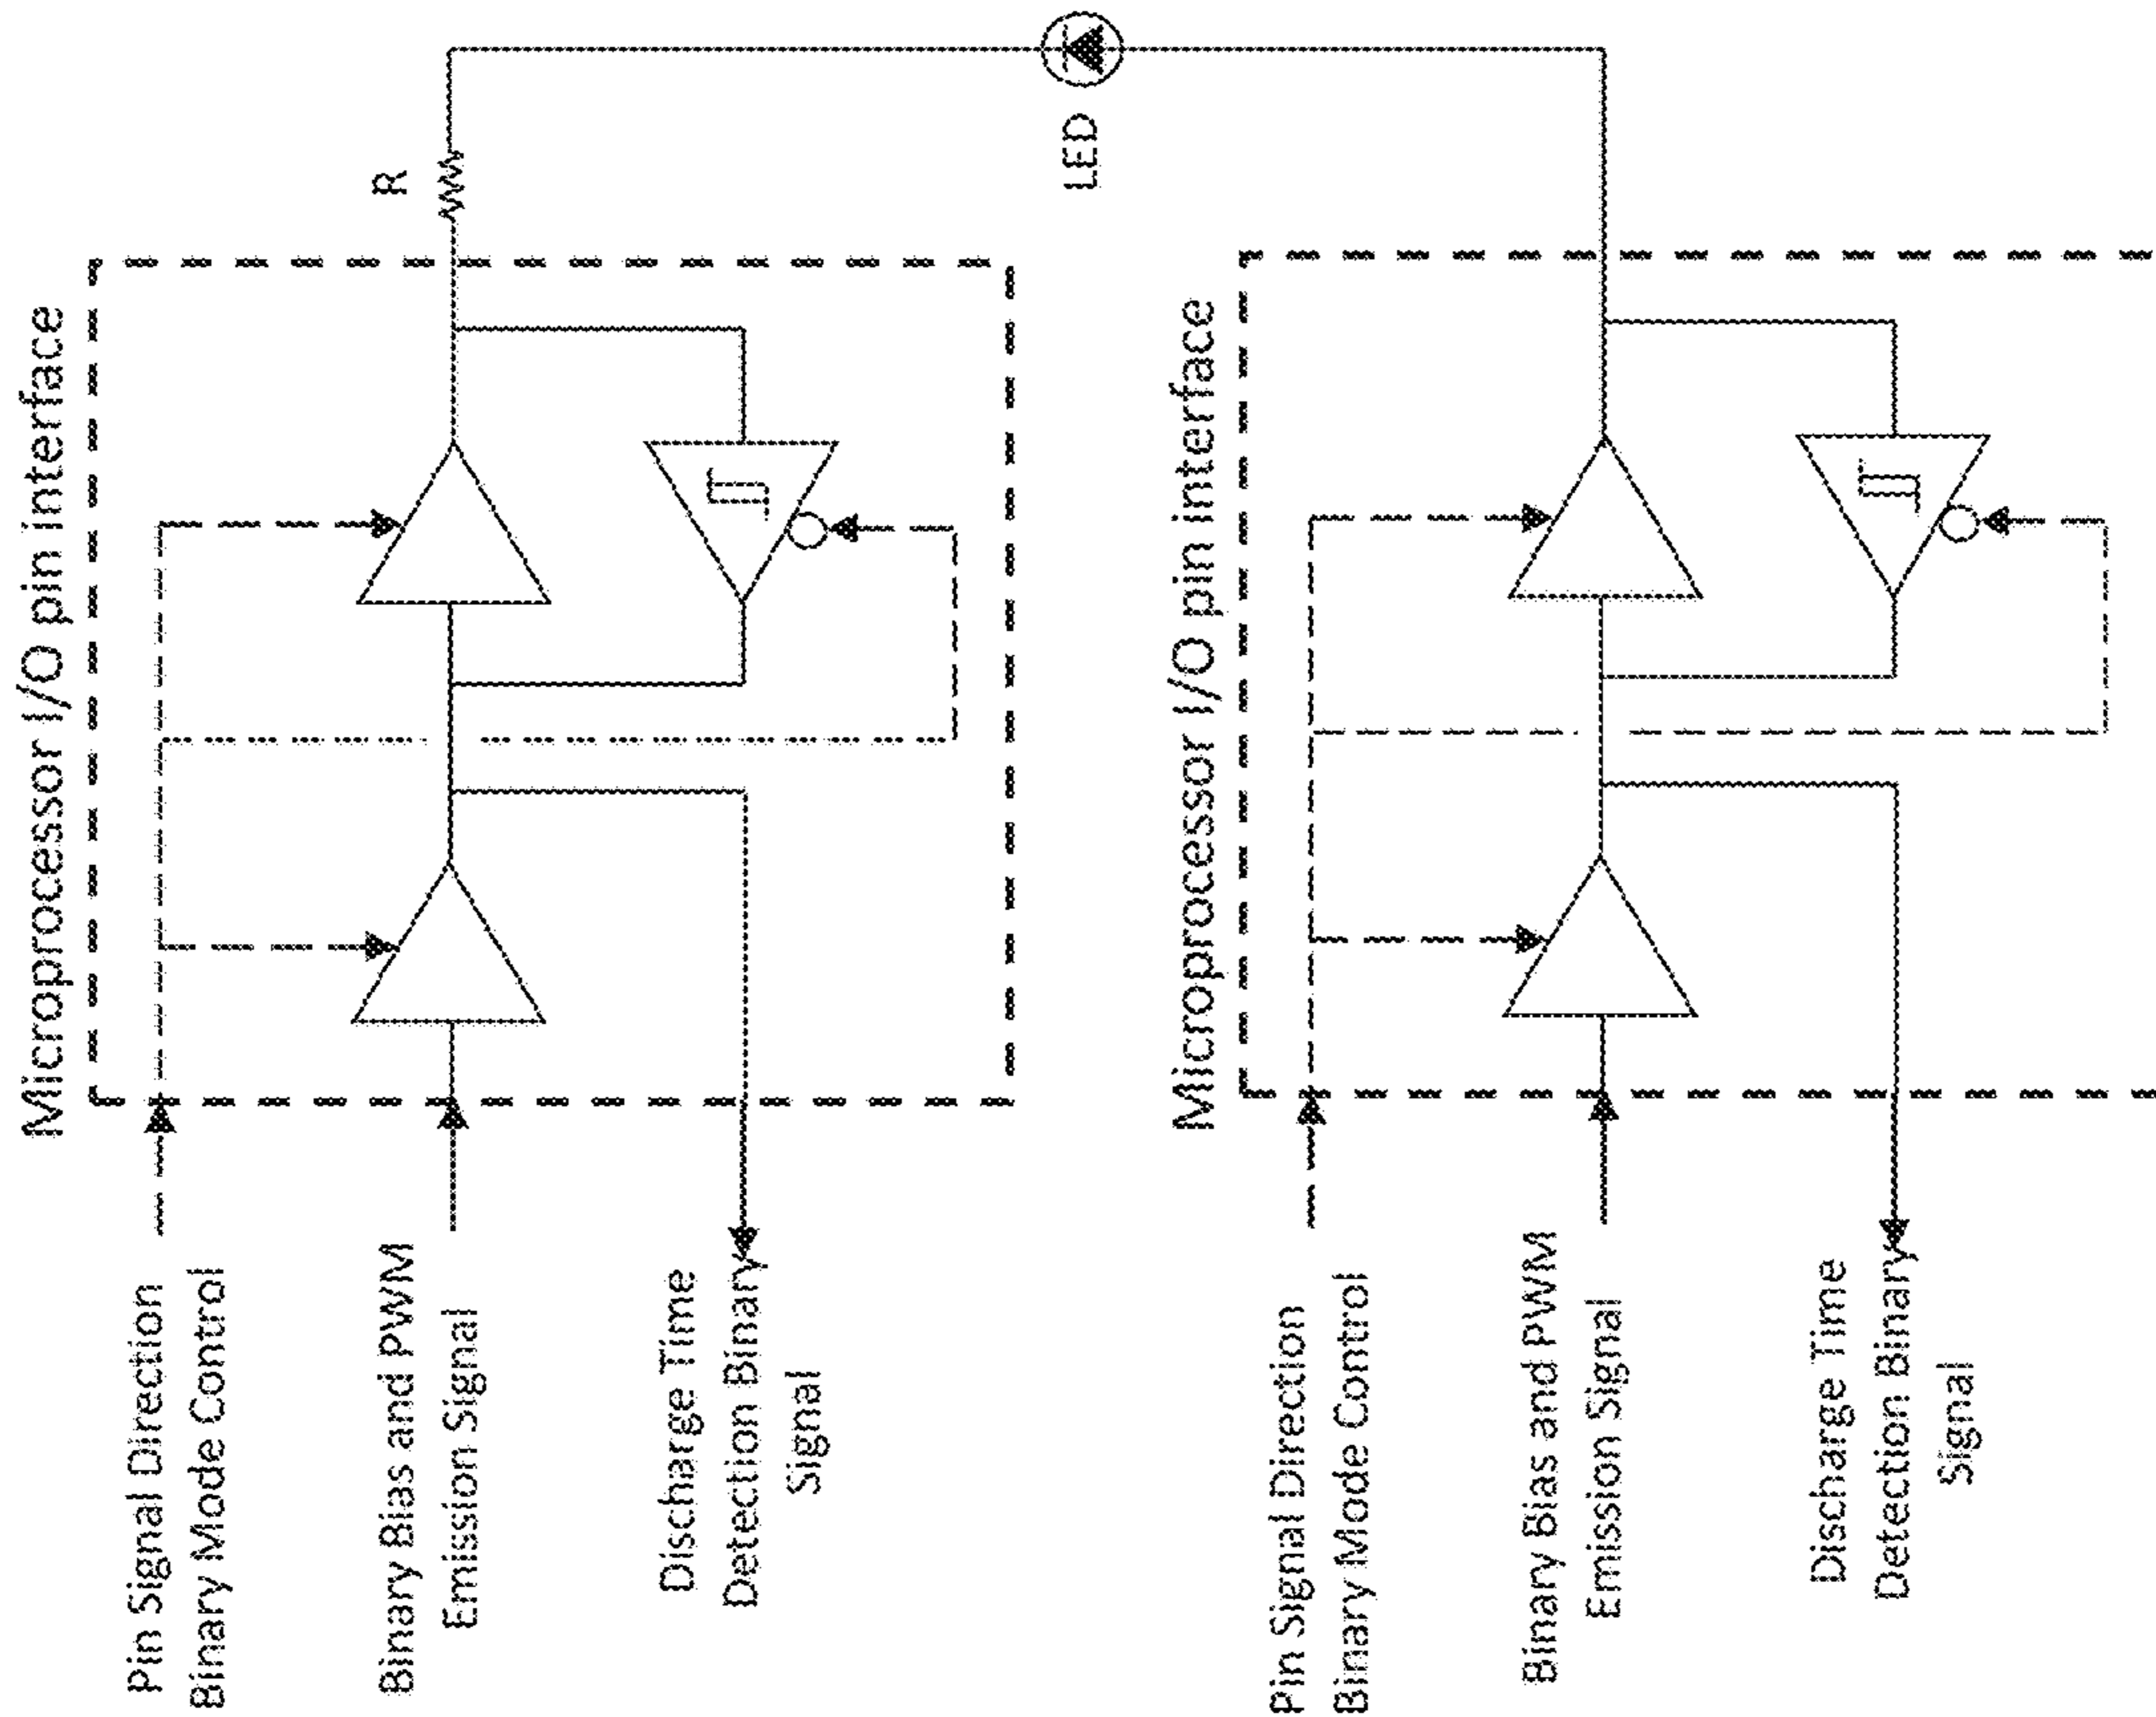 Microprocessor I/O pin interface
Pin Signal Direction
Binary Mode Control
Binary Bias and PWM
Emission Signal
Discharge Time
Detection Binary
Signal
R
LED
Microprocessor I/O pin interface
Pin Signal Direction
Binary Mode Control
Binary Bias and PWM
Emission Signal
Discharge Time
Detection Binary
Signal